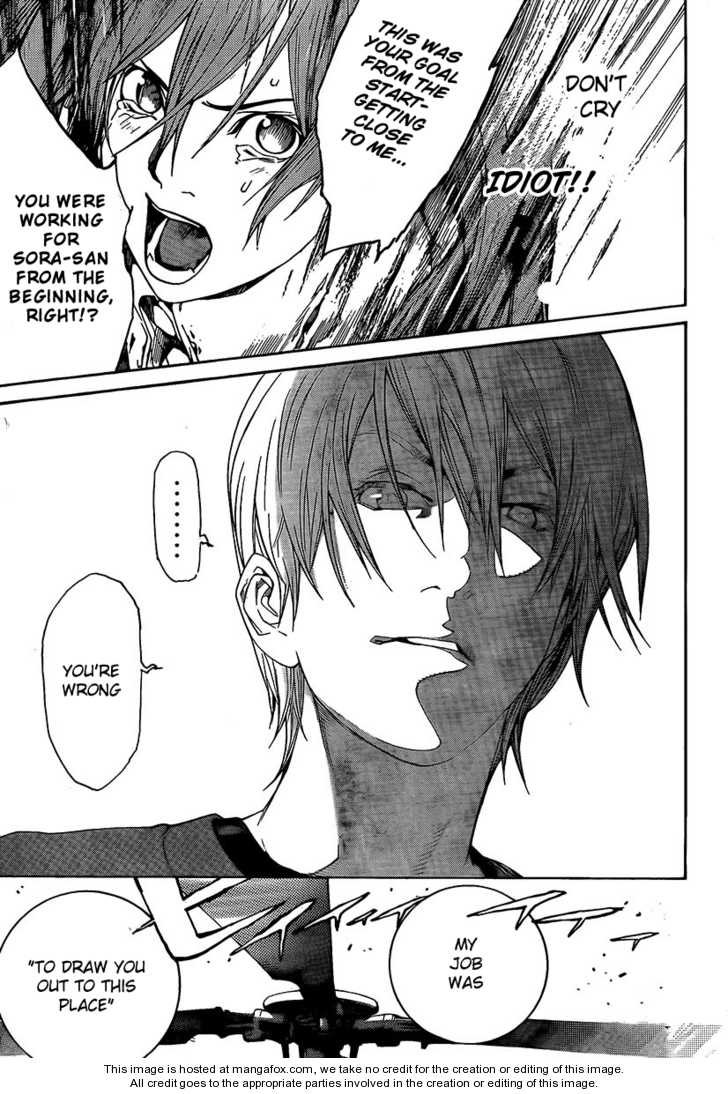 DON'T
CRY
IDIOT!!
THIS WAS
YOUR GOAL
FROM THE
START-
GETTING
CLOSE
TO ME...
YOU WERE
WORKING
FOR
SORA-SAN
FROM THE
BEGINNING,
RIGHT!?
.......
YOU'RE
WRONG
MY
JOB
WAS
"TO DRAW YOU
OUT TO THIS
PLACE"
This image is hosted at mangafox.com, we take no credit for the creation or editing of this image.
All credit goes to the appropriate parties involved in the creation or editing of this image.